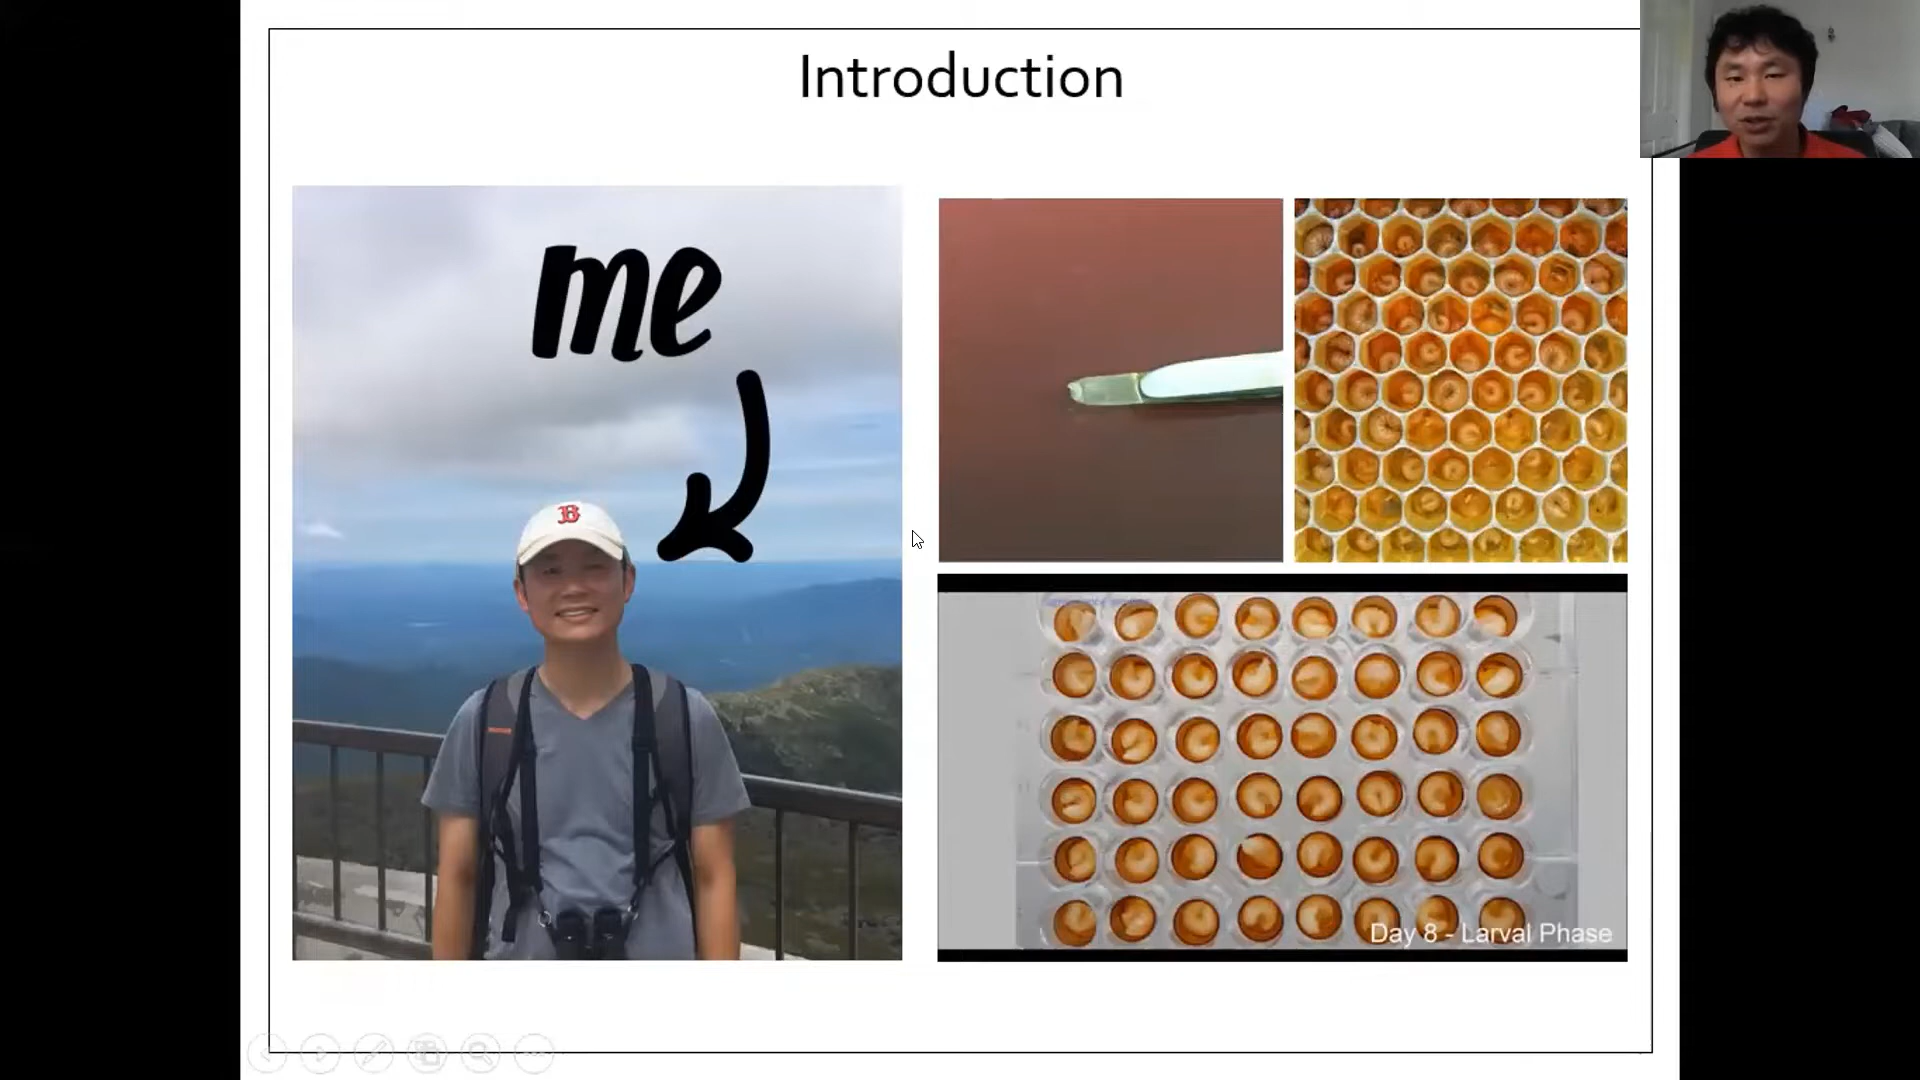 Introduction
me
B
Day 8 - Larval Phase